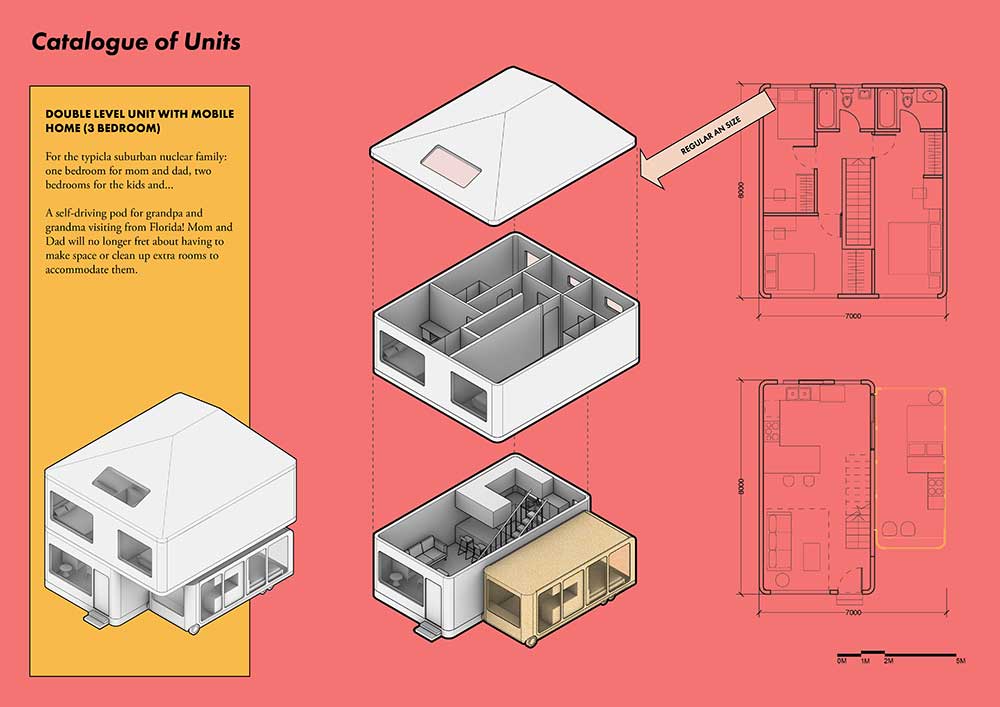 Catalogue of Units
DOUBLE LEVEL UNIT WITH MOBILE
HOME (3 BEDROOM)
For the typicla suburban nuclear family:
one bedroom for mom and dad, two
bedrooms for the kids and...
A self-driving pod for grandpa and
grandma visiting from Florida! Mom and
Dad will no longer fret about having to
make space or clean up extra rooms to
accommodate them.
REGULAR AN SIZE
8000
7000
8000
7000
0M 1M 2M 5M